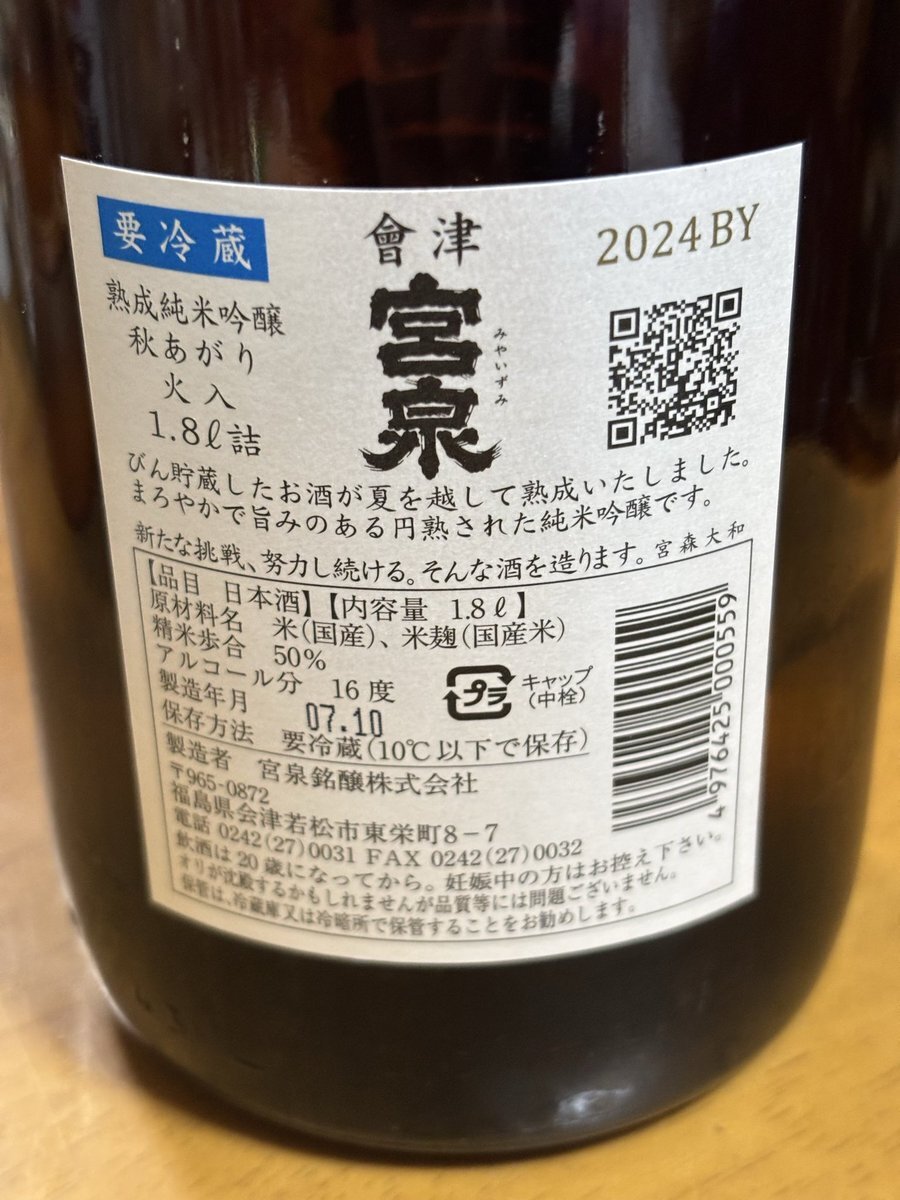 要冷蔵
會津
2024BY
宮泉
みやいずみ
熟成純米吟醸
秋あがり
火入
1.8ℓ詰
びん貯蔵したお酒が夏を越して熟成いたしました。
まろやかで旨みのある円熟された純米吟醸です。
新たな挑戦、努力し続ける。そんな酒を造ります。宮森大和
【品目 日本酒】【内容量 1.8ℓ】
原材料名 米(国産)、米麹(国産米)
精米歩合 50%
アルコール分 16度
製造年月 07.10
キャップ
(中栓)
プラ
保存方法 要冷蔵(10℃以下で保存)
製造者 宮泉銘醸株式会社
〒965-0872
福島県会津若松市東栄町8-7
電話 0242(27)0031 FAX 0242(27)0032
飲酒は20歳になってから。妊娠中の方はお控え下さい。
オリが沈殿するかもしれませんが品質等には問題ございません。
保管は、冷蔵庫又は冷暗所で保管することをお勧めします。
4976425000559